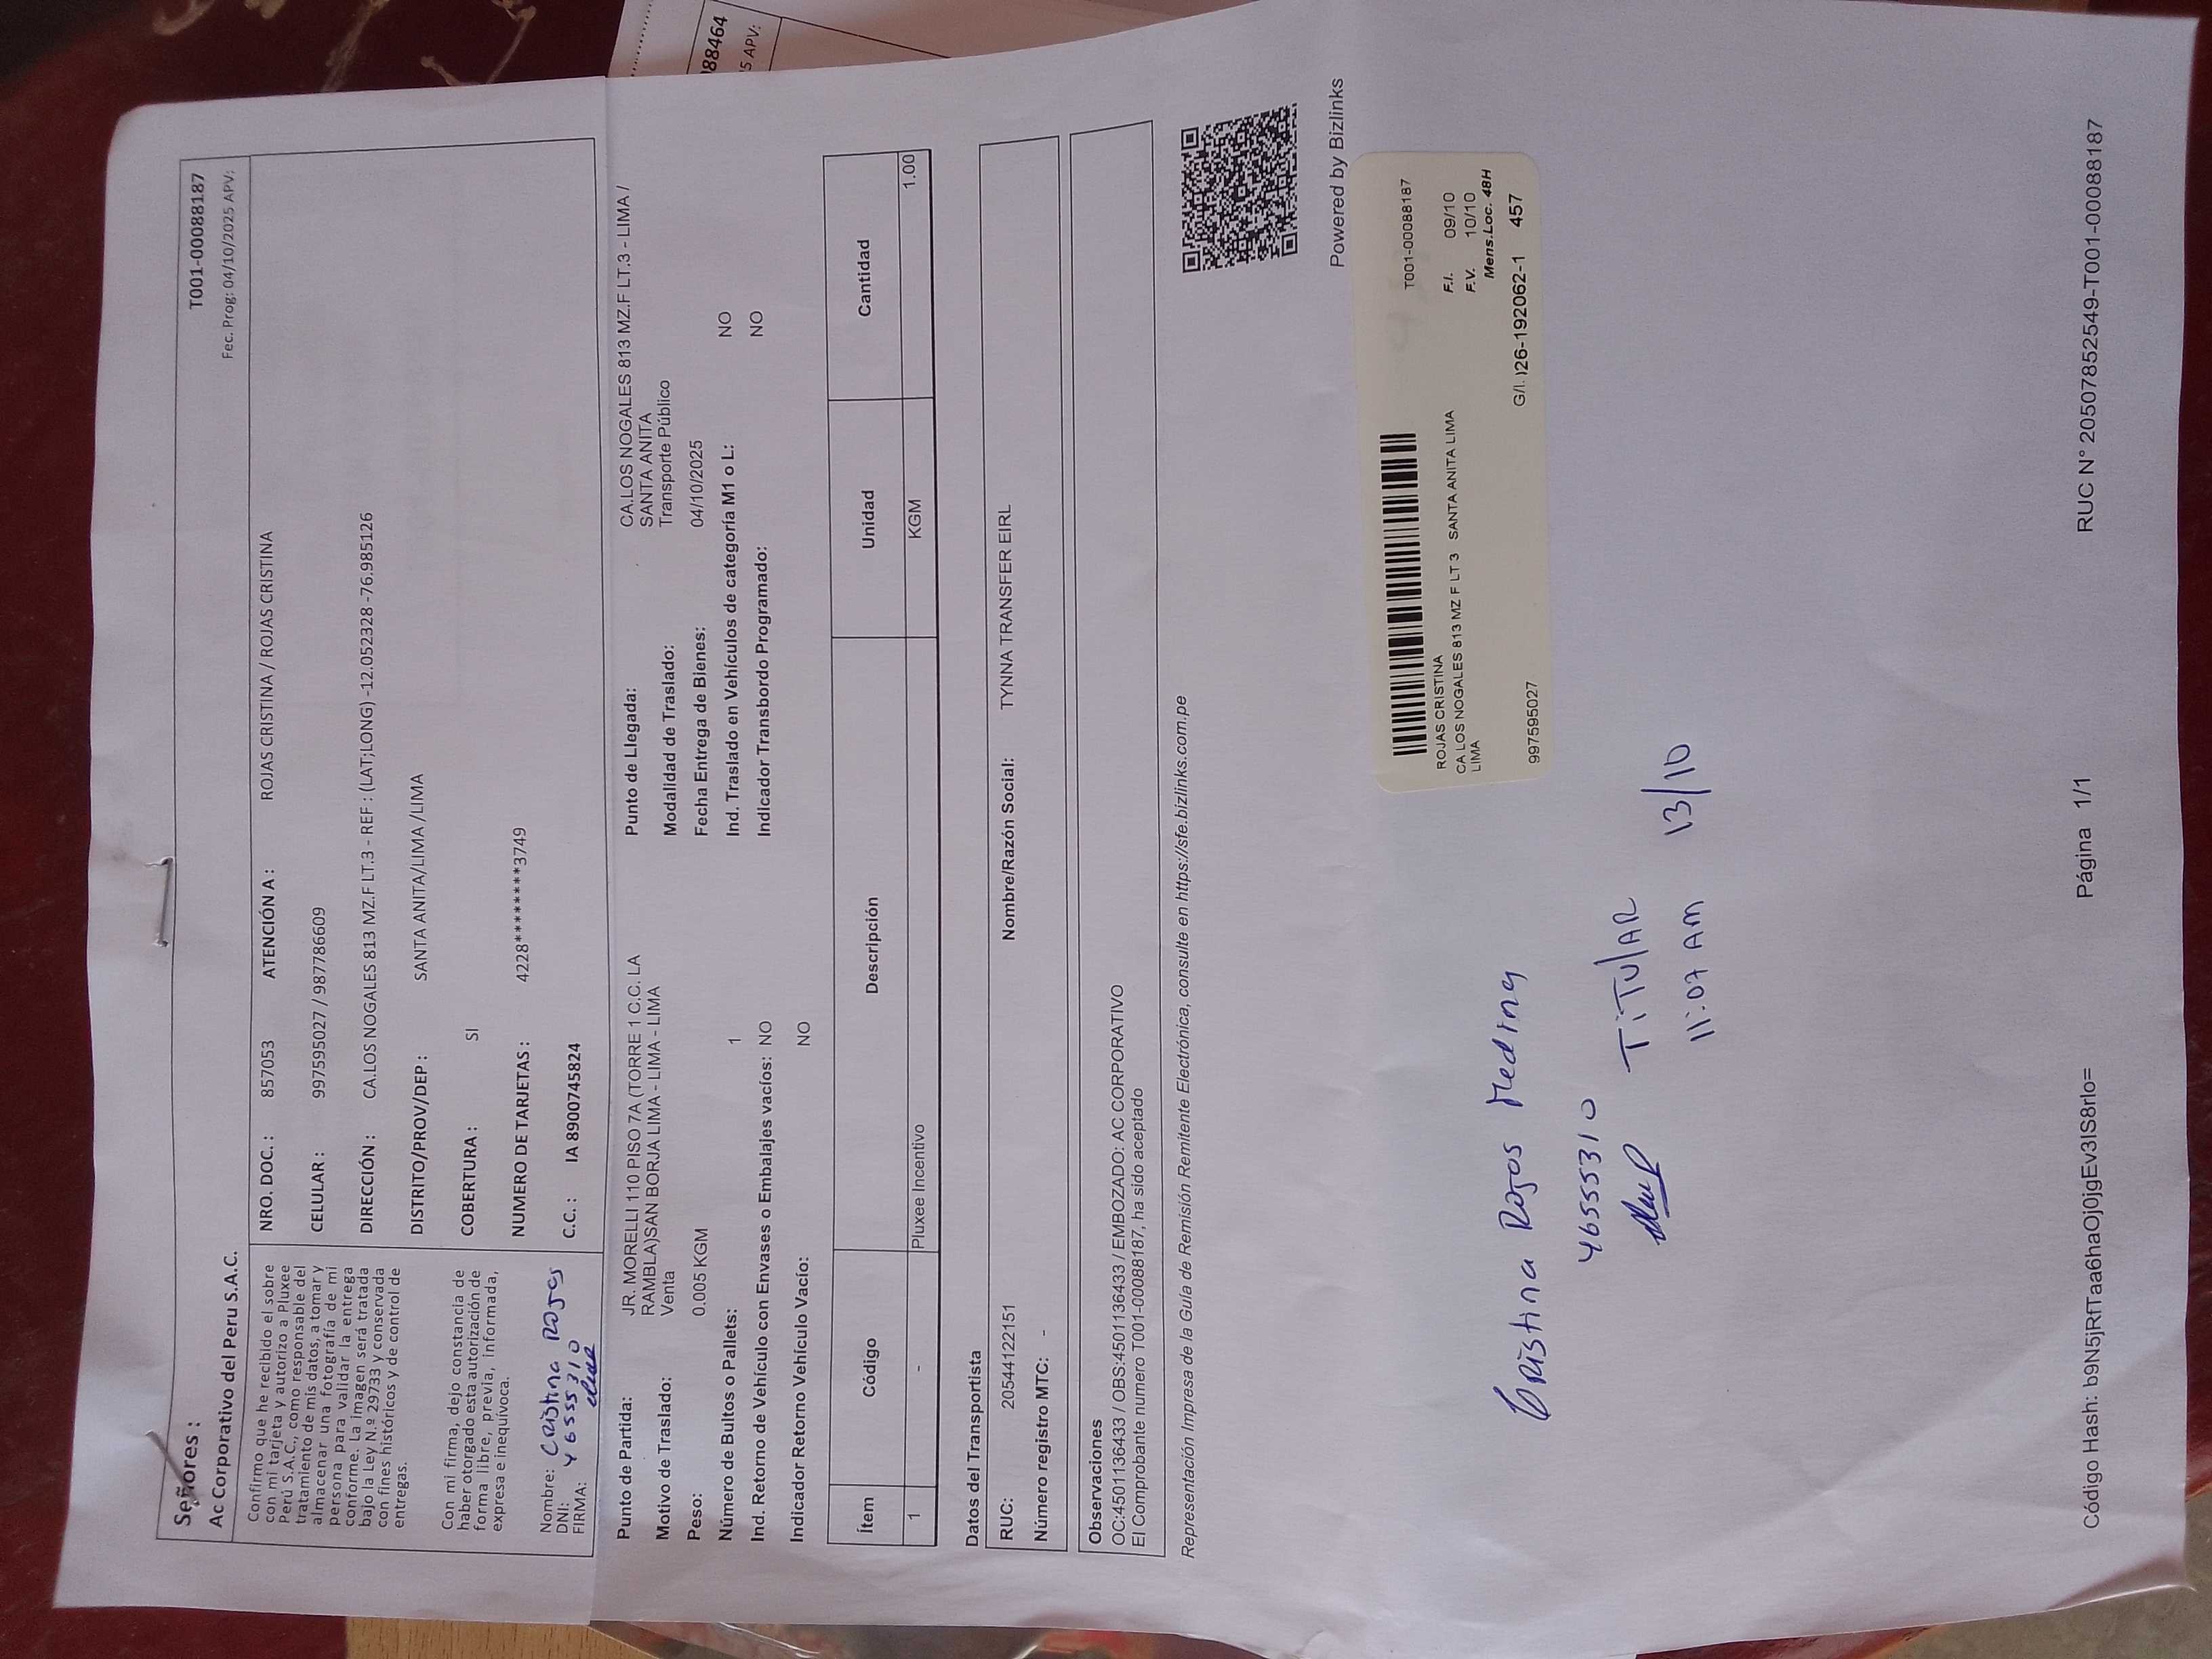 88464
5 APV:
Señores :
T001-00088187
Ac Corporativo del Peru S.A.C.
Fec. Prog: 04/10/2025 APV:
Confirmo que he recibido el sobre
con mi tarjeta y autorizo a Pluxee
Perú S.A.C., como responsable del
tratamiento de mis datos, a tomar y
almacenar una fotografía de mi
persona para validar la entrega
conforme. La imagen será tratada
bajo la Ley N.º 29733 y conservada
con fines históricos y de control de
entregas.
Con mi firma, dejo constancia de
haber otorgado esta autorización de
forma libre, previa, informada,
expresa e inequívoca.
Nombre: Cristina Rojas
DNI: 46555310
FIRMA:
NRO. DOC. : 857053 ATENCIÓN A : ROJAS CRISTINA / ROJAS CRISTINA
CELULAR : 997595027 / 987786609
DIRECCIÓN : CA.LOS NOGALES 813 MZ.F LT.3 - REF : (LAT;LONG) -12.052328 -76.985126
DISTRITO/PROV/DEP : SANTA ANITA/LIMA /LIMA
COBERTURA : SI
NUMERO DE TARJETAS : 4228*********3749
C.C. : IA 8900745824
Punto de Partida: JR. MORELLI 110 PISO 7A (TORRE 1 C.C. LA
RAMBLA)SAN BORJA LIMA - LIMA - LIMA
Motivo de Traslado: Venta
Peso: 0.005 KGM
Número de Bultos o Pallets: 1
Ind. Retorno de Vehículo con Envases o Embalajes vacíos: NO
Indicador Retorno Vehículo Vacío: NO
Punto de Llegada: CA.LOS NOGALES 813 MZ.F LT.3 - LIMA /
SANTA ANITA
Modalidad de Traslado: Transporte Público
Fecha Entrega de Bienes: 04/10/2025
Ind. Traslado en Vehículos de categoría M1 o L: NO
Indicador Transbordo Programado: NO
Ítem Código Descripción Unidad Cantidad
1 - Pluxee Incentivo KGM 1.00
Datos del Transportista
RUC: 20544122151 Nombre/Razón Social: TYNNA TRANSFER EIRL
Número registro MTC: -
Observaciones
OC:4501136433 / OBS:4501136433 / EMBOZADO: AC CORPORATIVO
El Comprobante numero T001-00088187, ha sido aceptado
Representación Impresa de la Guía de Remisión Remitente Electrónica, consulte en https://sfe.bizlinks.com.pe
Powered by Bizlinks
T001-00088187
ROJAS CRISTINA
F.I. 09/10
CA LOS NOGALES 813 MZ F LT 3 SANTA ANITA LIMA
F.V. 10/10
LIMA
Mens.Loc. 48H
997595027
G/I. )26-192062-1 457
Cristina Rojas Medina
46555310
TiTulAR
11:07 AM 13/10
Código Hash: b9N5jRfTaa6haOj0jgEv3IS8rlo=
Página 1/1
RUC N° 20507852549-T001-00088187